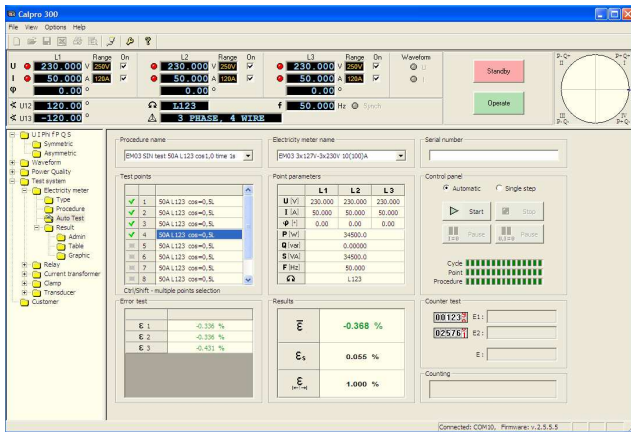 Calpro 300
File View Options Help
L1 Range On L2 Range On L3 Range On Waveform
U 230.000 V 250V 230.000 V 250V 230.000 V 250V U
I 50.000 A 120A 50.000 A 120A 50.000 A 120A I
φ 0.00 ° 0.00 ° 0.00 °
U12 120.00 ° L123 f 50.000 Hz Synch
U13 -120.00 ° 3 PHASE, 4 WIRE
Standby
Operate
P-Q+ P+Q+
II I
III IV
P-Q- P+Q-
U I Ph f P Q S
Symmetric
Asymmetric
Waveform
Power Quality
Test system
Electricity meter
Type
Procedure
Auto Test
Result
Admin
Table
Graphic
Relay
Current transformer
Clamp
Transducer
Customer
Procedure name
EM03 SIN test 50A L123 cos1,0 time 1s
Electricity meter name
EM03 3x127V-3x230V 10(100)A
Serial number
Test points
1 50A L123 cos=0,5L
2 50A L123 cos=0,5L
3 50A L123 cos=0,5L
4 50A L123 cos=0,5L
5 50A L123 cos=0,5L
6 50A L123 cos=0,5L
7 50A L123 cos=0,5L
8 50A L123 cos=0,5L
Ctrl/Shift - multiple points selection
Point parameters
L1 L2 L3
U [V] 230.000 230.000 230.000
I [A] 50.000 50.000 50.000
φ [°] 0.00 0.00 0.00
P [W] 34500.0
Q [var] 0.00000
S [VA] 34500.0
F [Hz] 50.000
L123
Control panel
Automatic Single step
Start Stop
I=0 Pause U,I=0 Pause
Cycle
Point
Procedure
Error test
ε 1 -0.336 %
ε 2 -0.336 %
ε 3 -0.431 %
Results
ε -0.368 %
εs 0.055 %
ε 1.000 %
Counter test
E1:
E2:
E:
Counting
Connected: COM10, Firmware: v.2.5.5.5